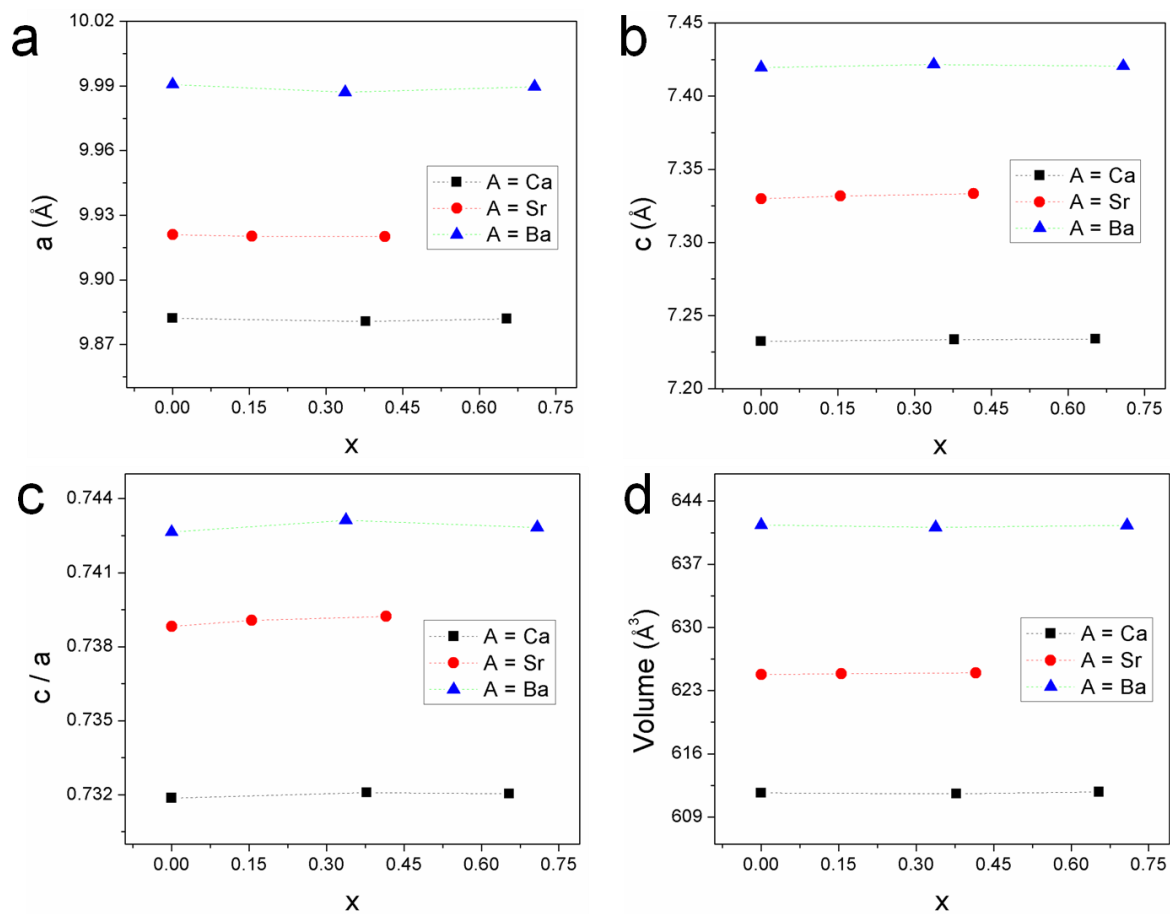 a
10.02
9.99
9.96
9.93
9.90
9.87
a (Å)
0.00 0.15 0.30 0.45 0.60 0.75
x
A = Ca
A = Sr
A = Ba
b
7.45
7.40
7.35
7.30
7.25
7.20
c (Å)
0.00 0.15 0.30 0.45 0.60 0.75
x
A = Ca
A = Sr
A = Ba
c
0.744
0.741
0.738
0.735
0.732
c / a
0.00 0.15 0.30 0.45 0.60 0.75
x
A = Ca
A = Sr
A = Ba
d
644
637
630
623
616
609
Volume (Å³)
0.00 0.15 0.30 0.45 0.60 0.75
x
A = Ca
A = Sr
A = Ba